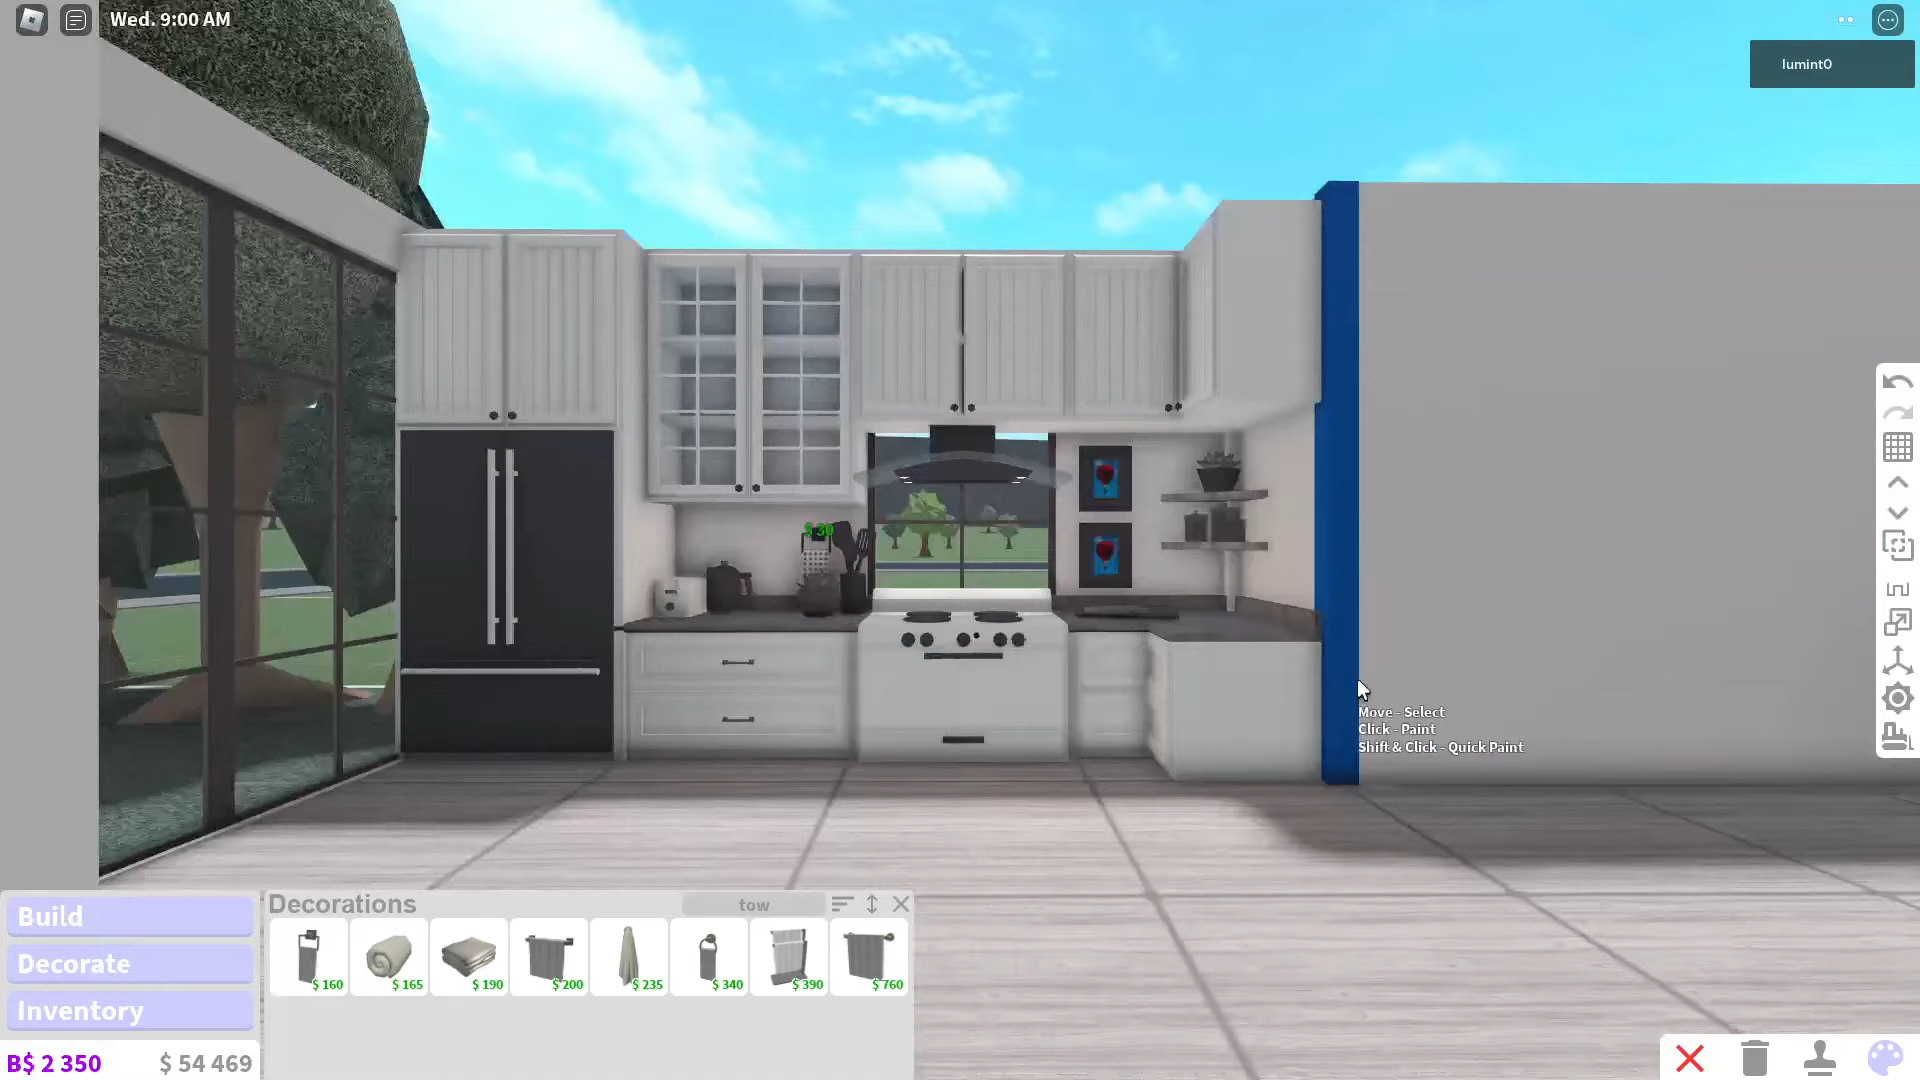 Wed. 9:00 AM
lumint0
$ 30
Move - Select
Click - Paint
Shift & Click - Quick Paint
Build
Decorate
Inventory
B$ 2 350
$ 54 469
Decorations
tow
$ 160
$ 165
$ 190
$ 200
$ 235
$ 340
$ 390
$ 760